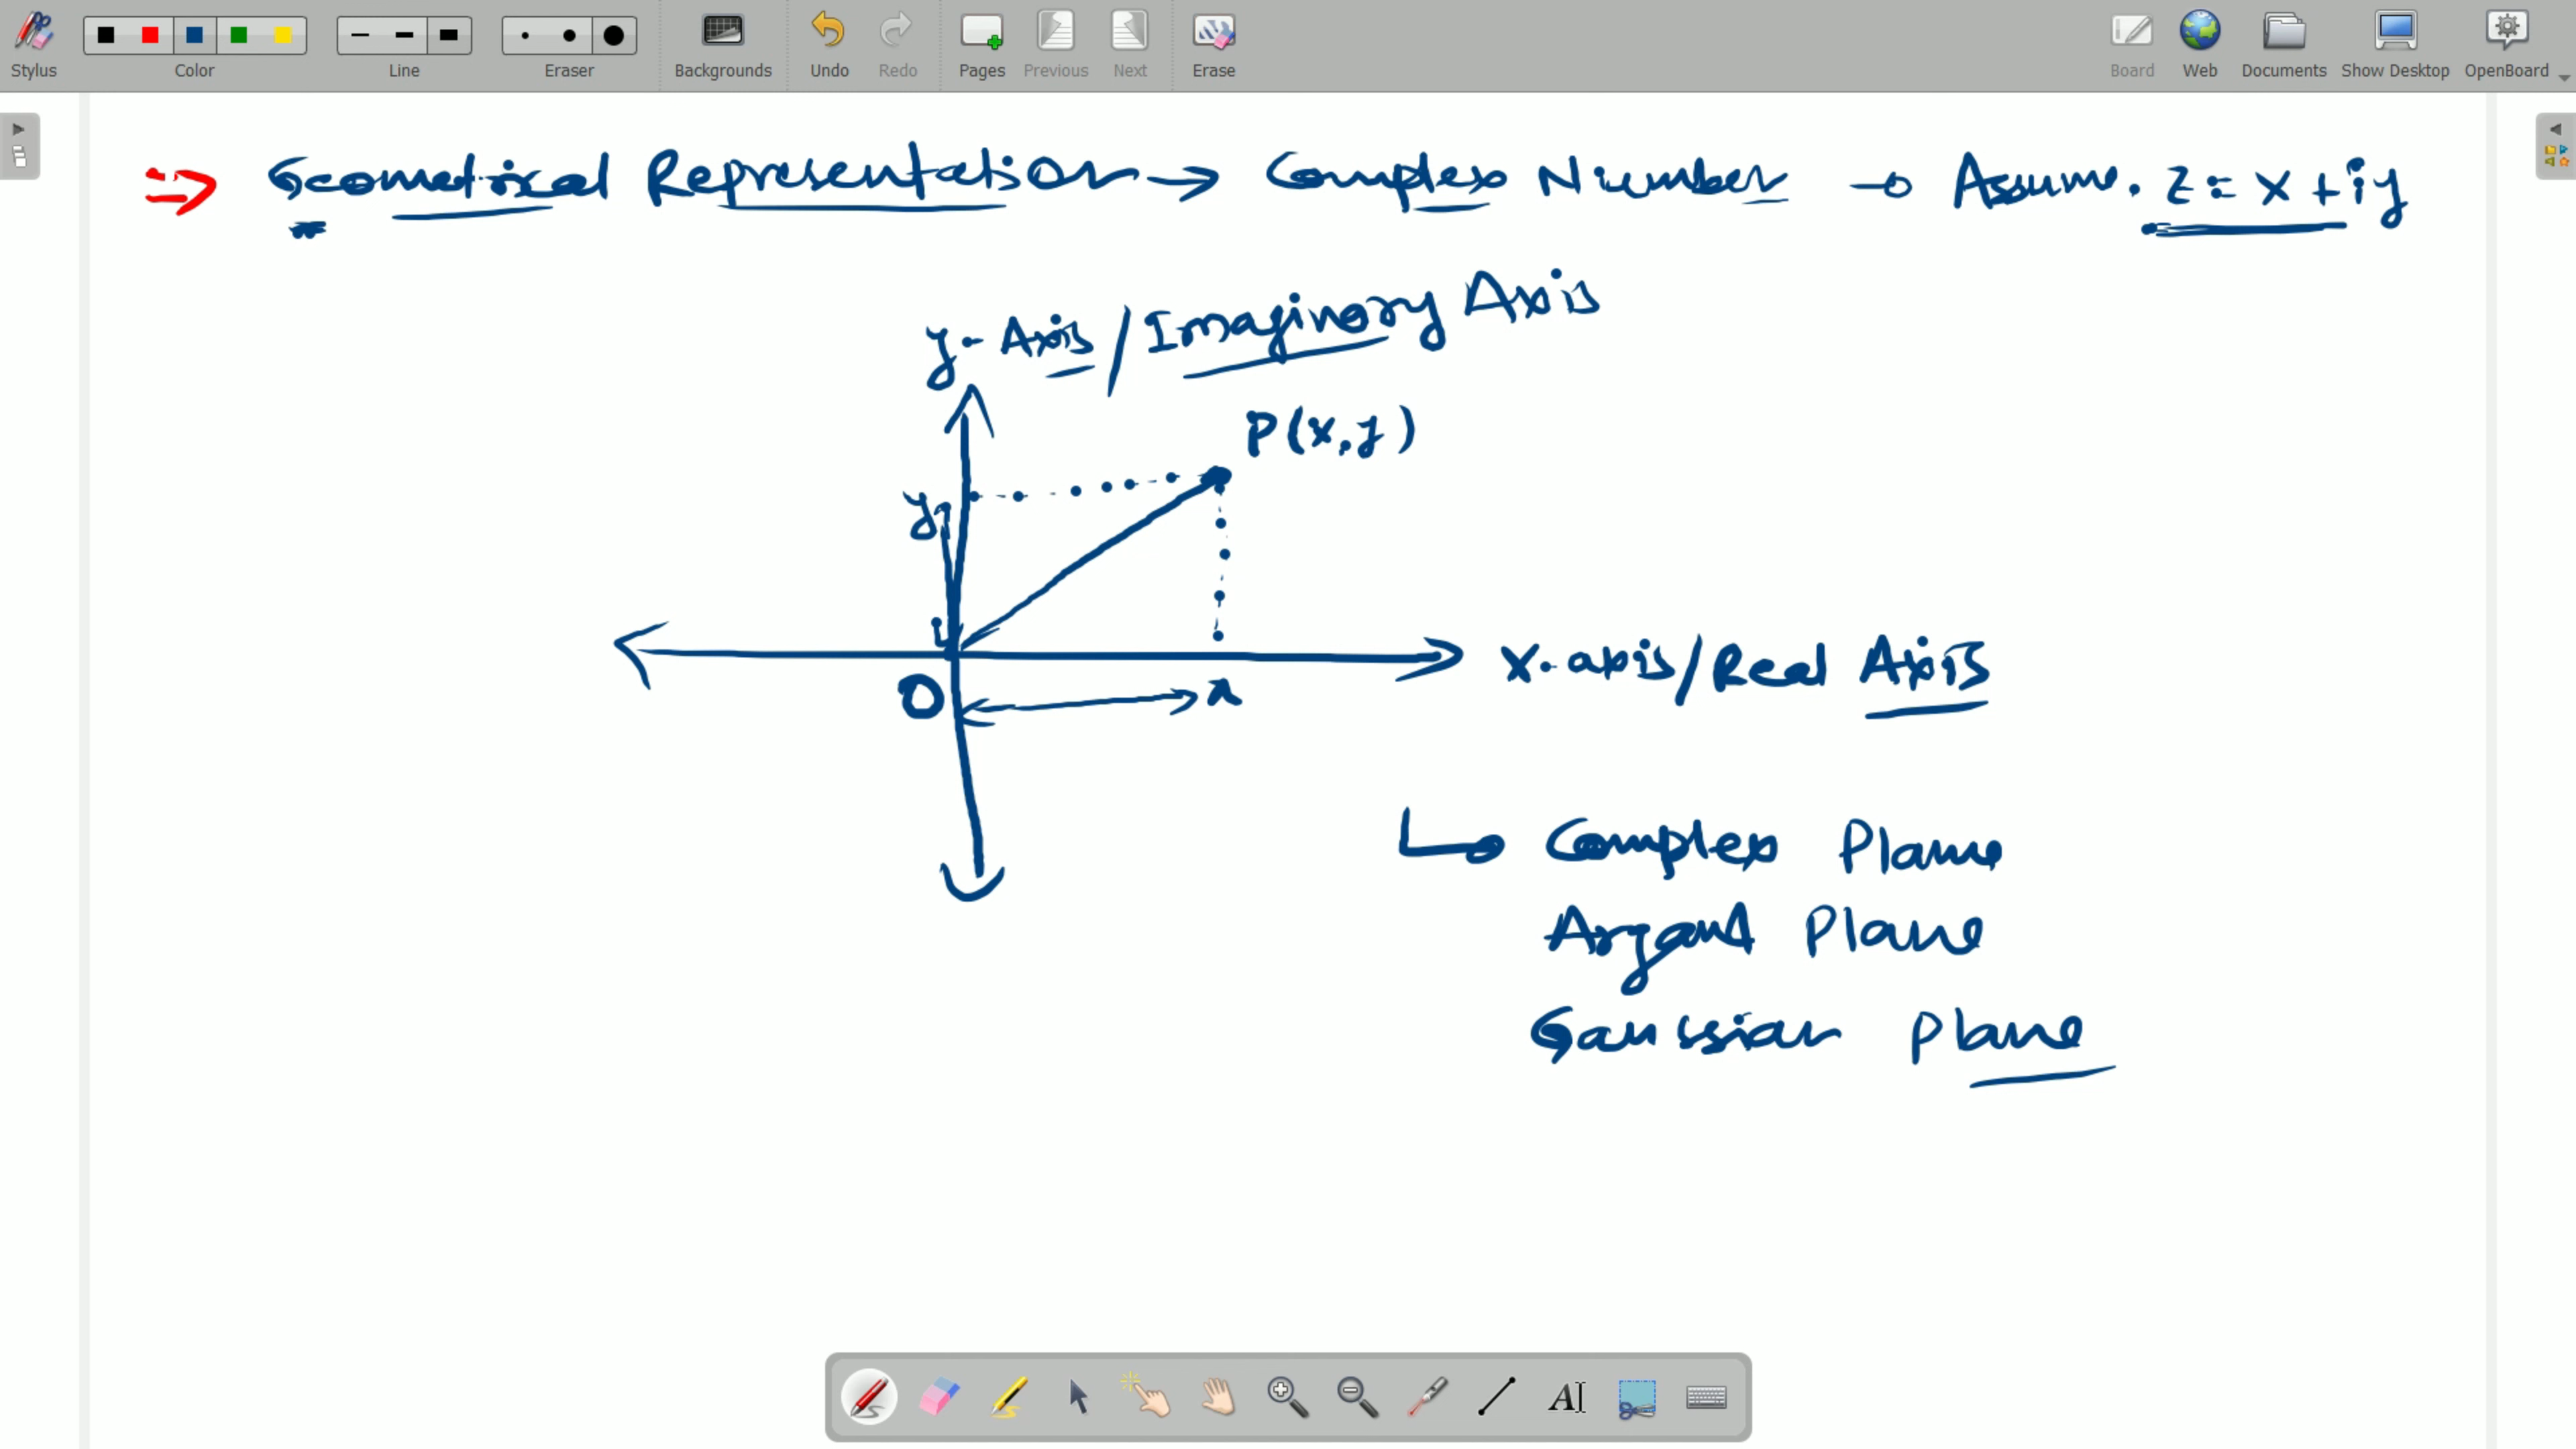 Stylus Color Line Eraser Backgrounds Undo Redo Pages Previous Next Erase Board Web Documents Show Desktop OpenBoard
⇒ Geometrical Representation → Complex Number → Assume. z = x + iy
y-Axis / Imaginary Axis
P(x,y)
y
x-axis / Real Axis
O x
↳ Complex Plane
Argand Plane
Gaussian Plane